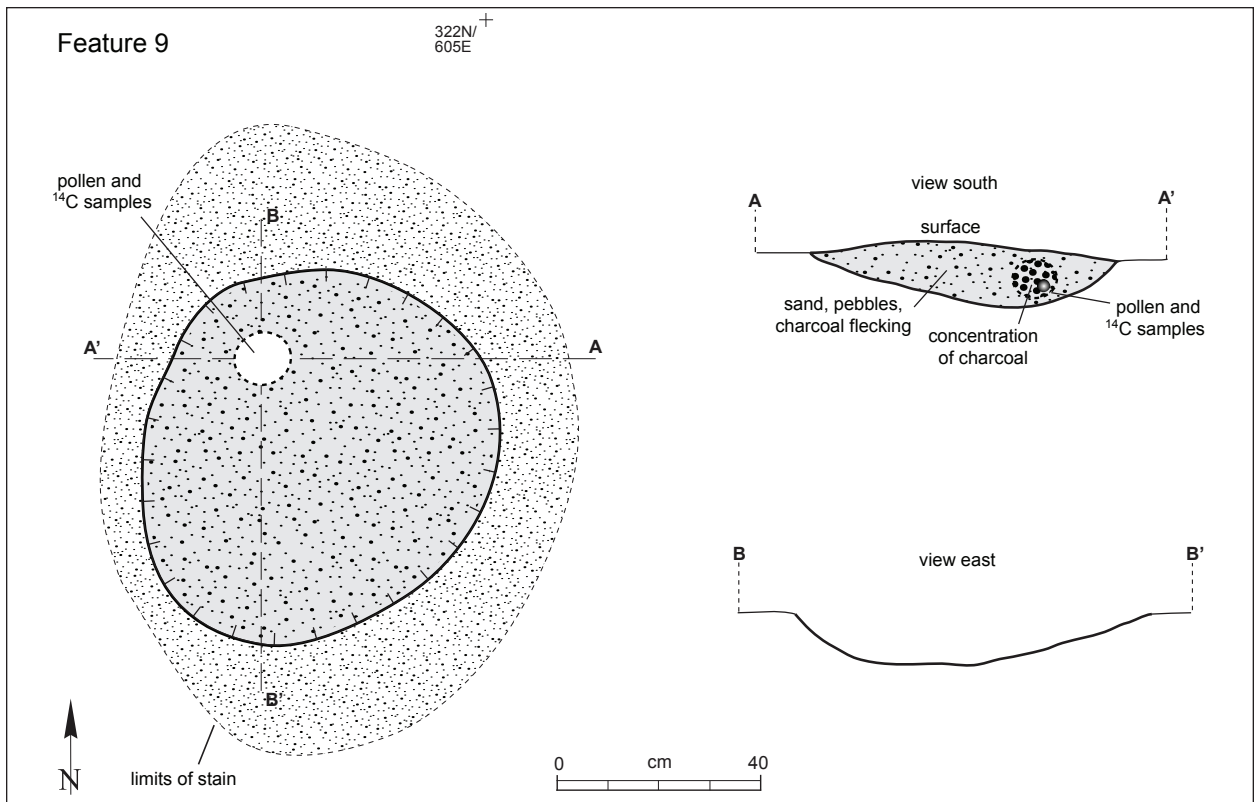 Feature 9
322N/
605E
pollen and
¹⁴C samples
B
A'
A
B'
N
limits of stain
0 cm 40
view south
A
A'
surface
sand, pebbles,
charcoal flecking
concentration
of charcoal
pollen and
¹⁴C samples
B
view east
B'